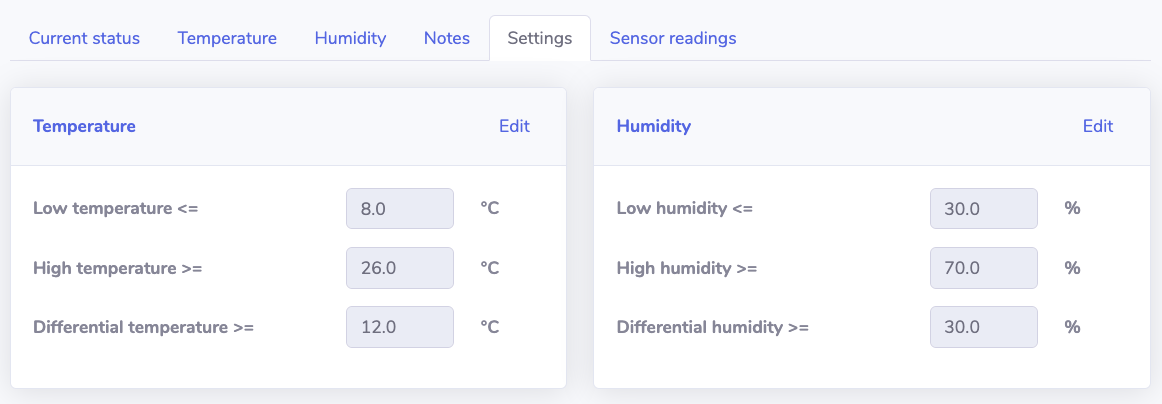 Current status Temperature Humidity Notes Settings Sensor readings
Temperature Edit
Low temperature <= 8.0 °C
High temperature >= 26.0 °C
Differential temperature >= 12.0 °C
Humidity Edit
Low humidity <= 30.0 %
High humidity >= 70.0 %
Differential humidity >= 30.0 %